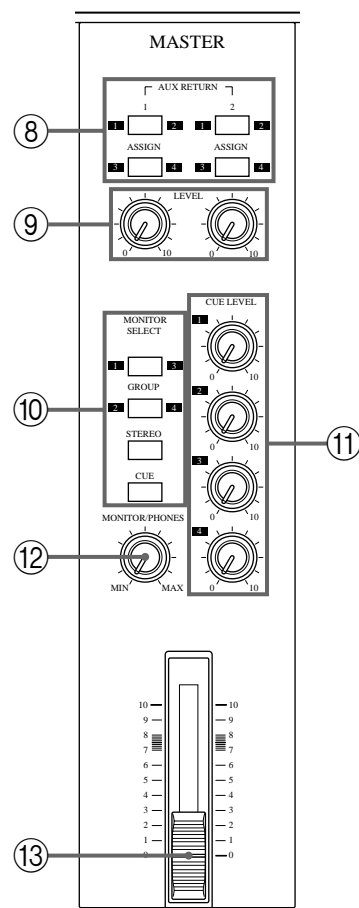 MASTER
AUX RETURN
1 2
1 2 1 2
ASSIGN ASSIGN
3 4 3 4
8
LEVEL
9
0 10 0 10
MONITOR SELECT
CUE LEVEL
1
1 3
0 10
GROUP
2
2 4
10
0 10
11
STEREO
3
CUE
0 10
MONITOR/PHONES
4
12
MIN MAX
0 10
10 10
9 9
8 8
7 7
6 6
5 5
4 4
3 3
2 2
1 1
13
0 0